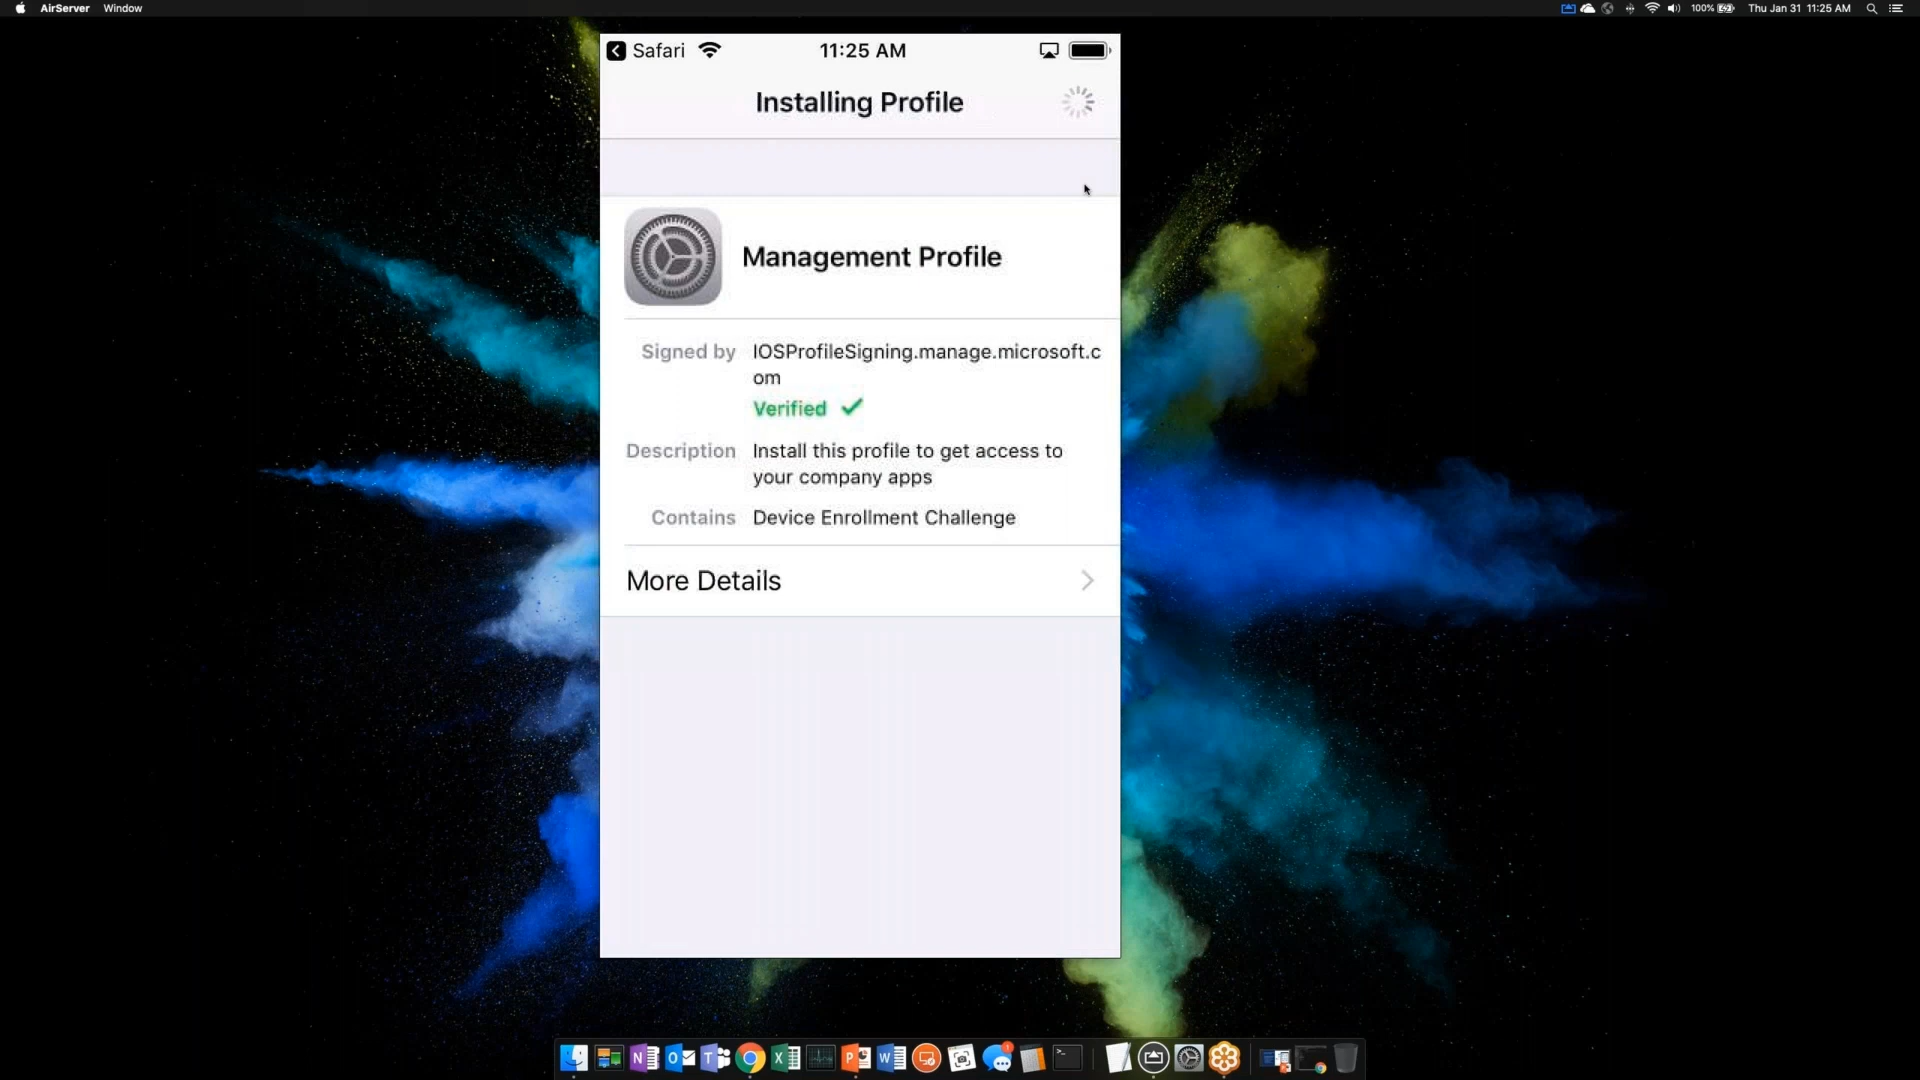 AirServer Window 100% Thu Jan 31 11:25 AM
Safari 11:25 AM
Installing Profile
Management Profile
Signed by IOSProfileSigning.manage.microsoft.c
om
Verified
Description Install this profile to get access to
your company apps
Contains Device Enrollment Challenge
More Details